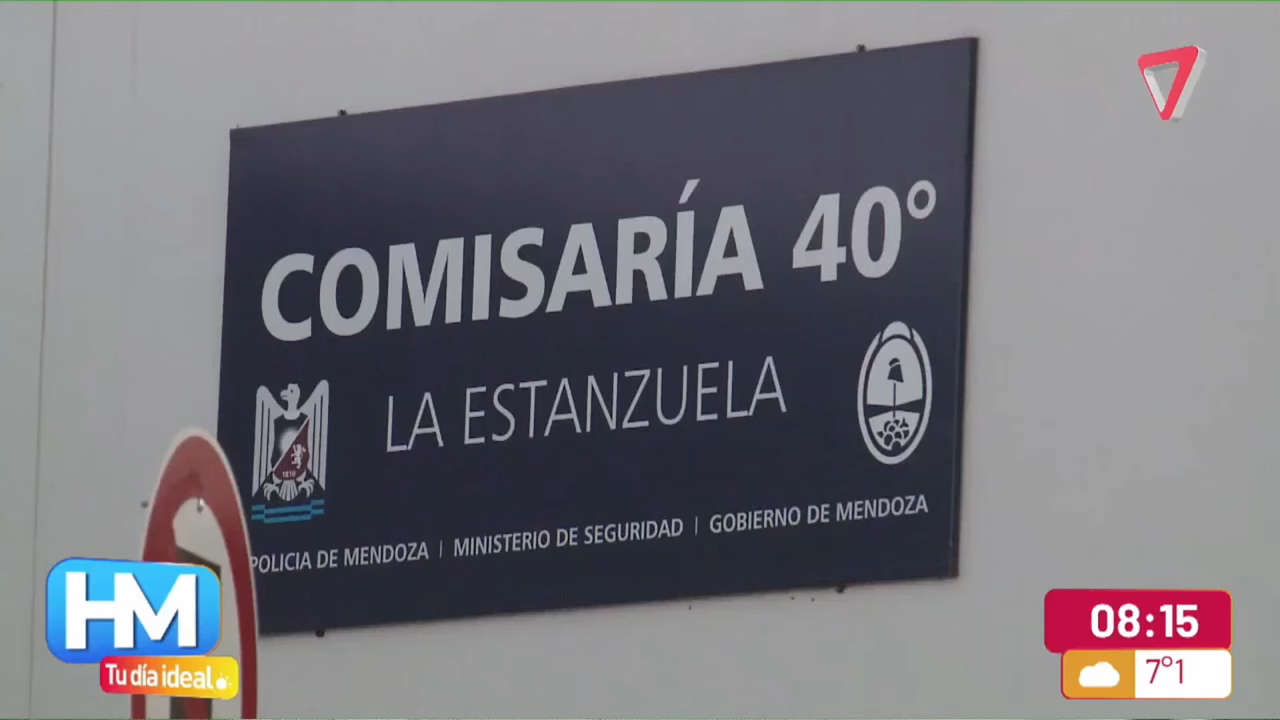 COMISARÍA 40°
LA ESTANZUELA
1810
POLICIA DE MENDOZA | MINISTERIO DE SEGURIDAD | GOBIERNO DE MENDOZA
HM
Tu día ideal
08:15
7°1